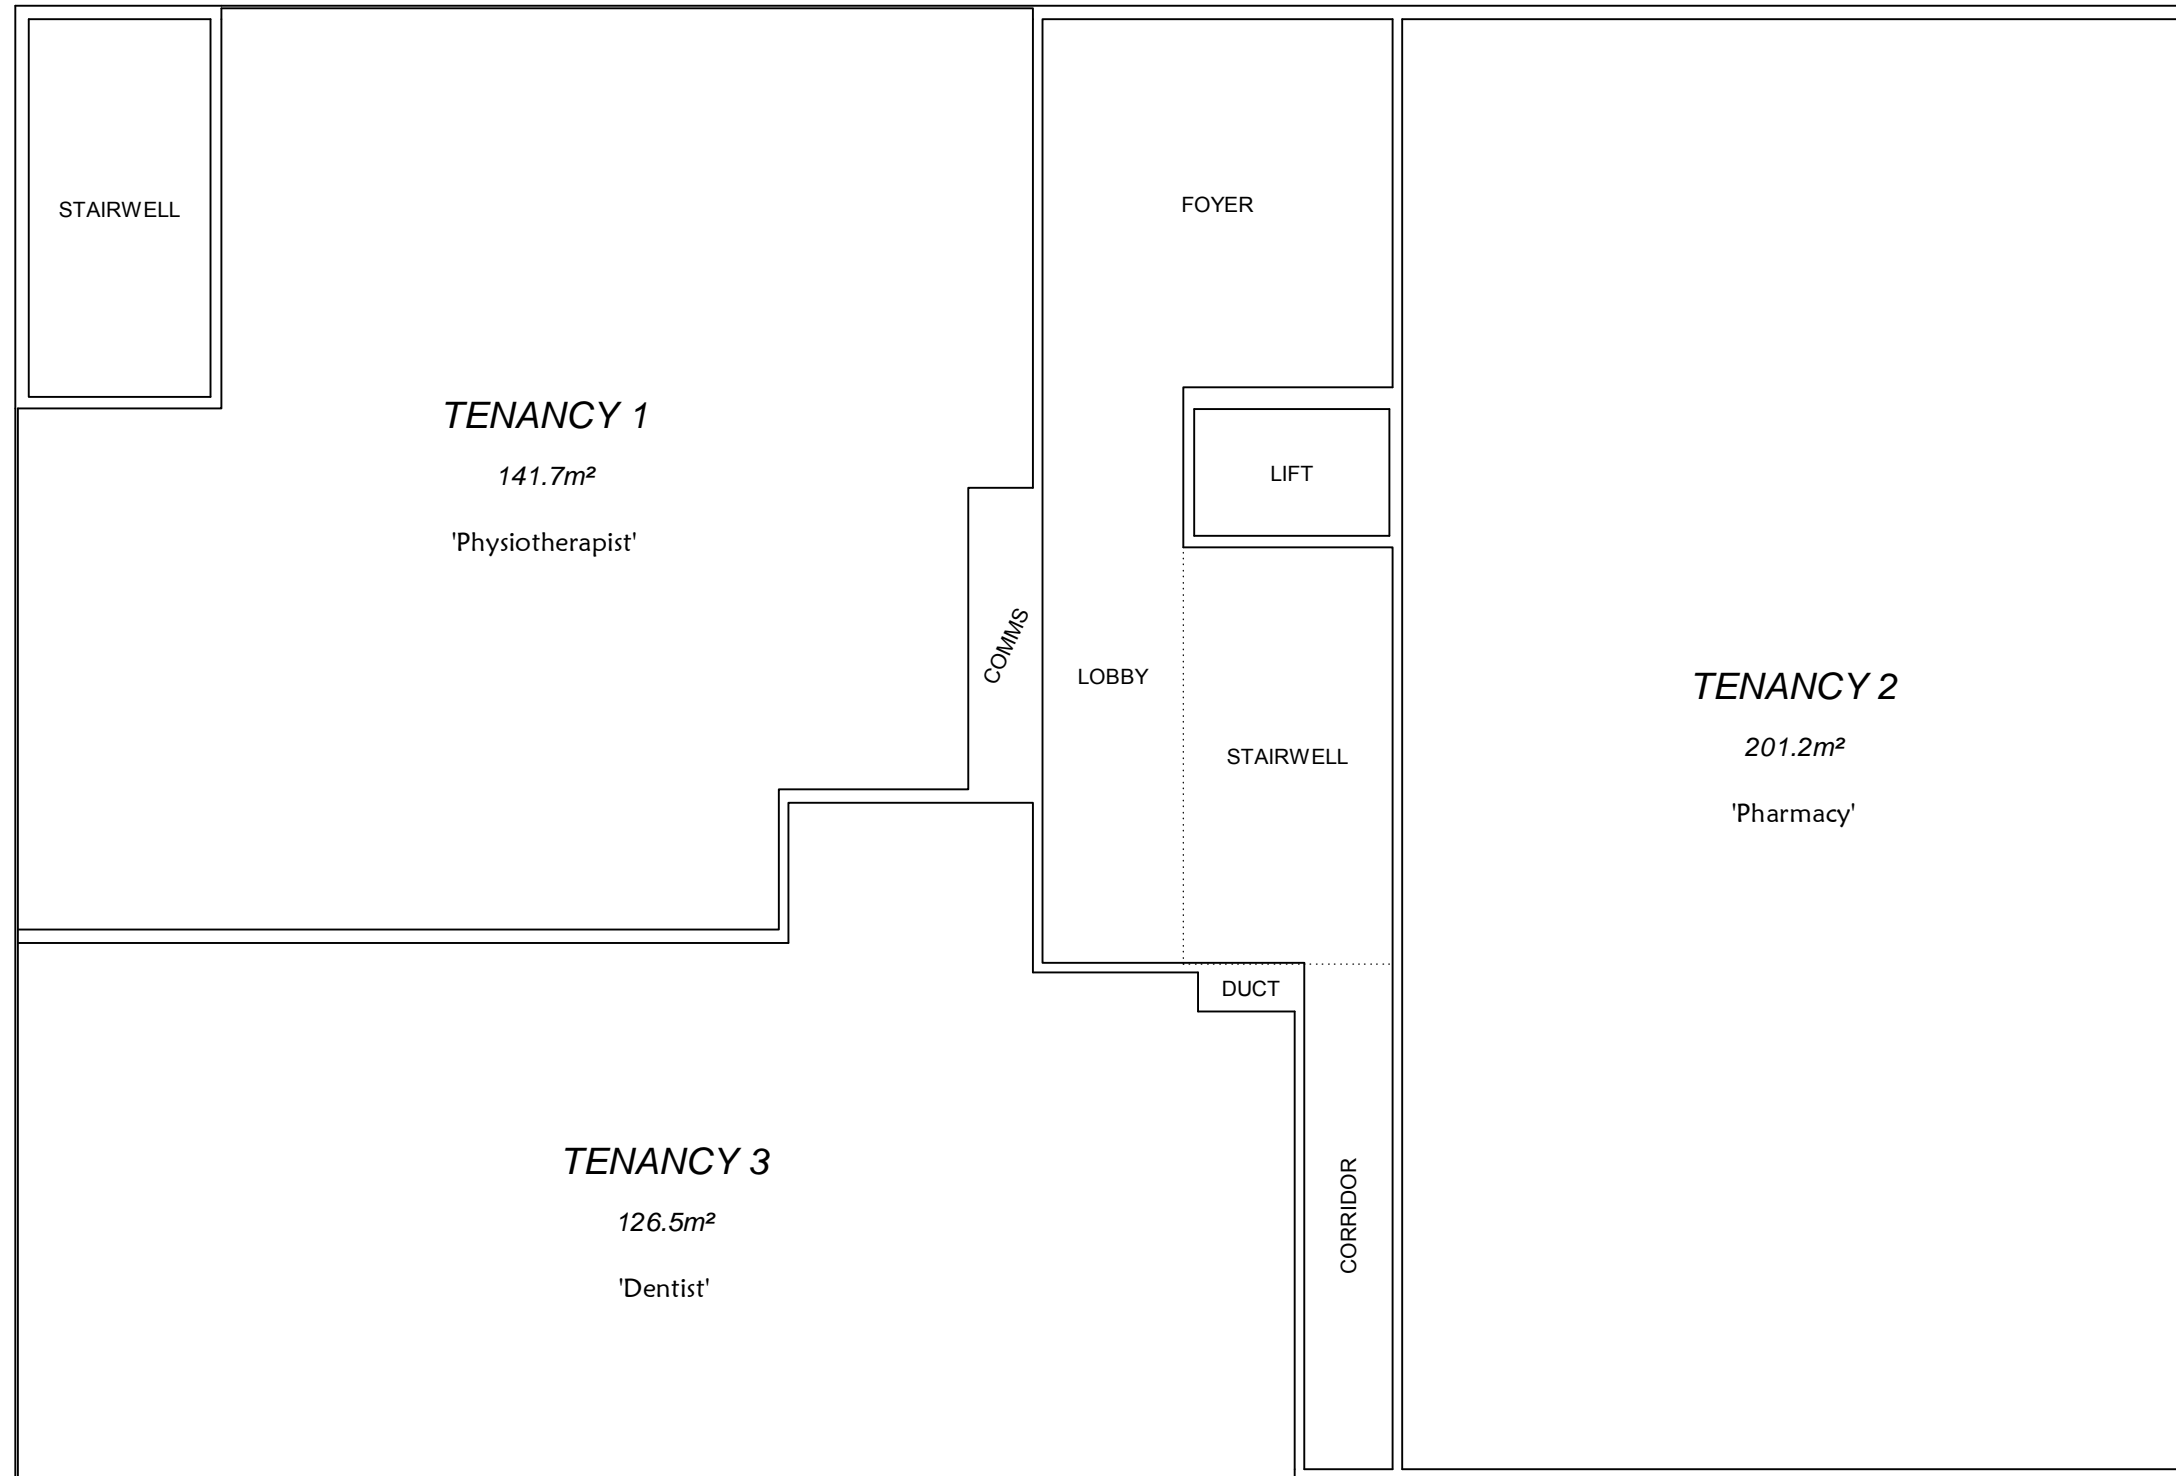 STAIRWELL
FOYER
TENANCY 1
141.7m²
'Physiotherapist'
LIFT
COMMS
LOBBY
STAIRWELL
TENANCY 2
201.2m²
'Pharmacy'
DUCT
TENANCY 3
126.5m²
'Dentist'
CORRIDOR